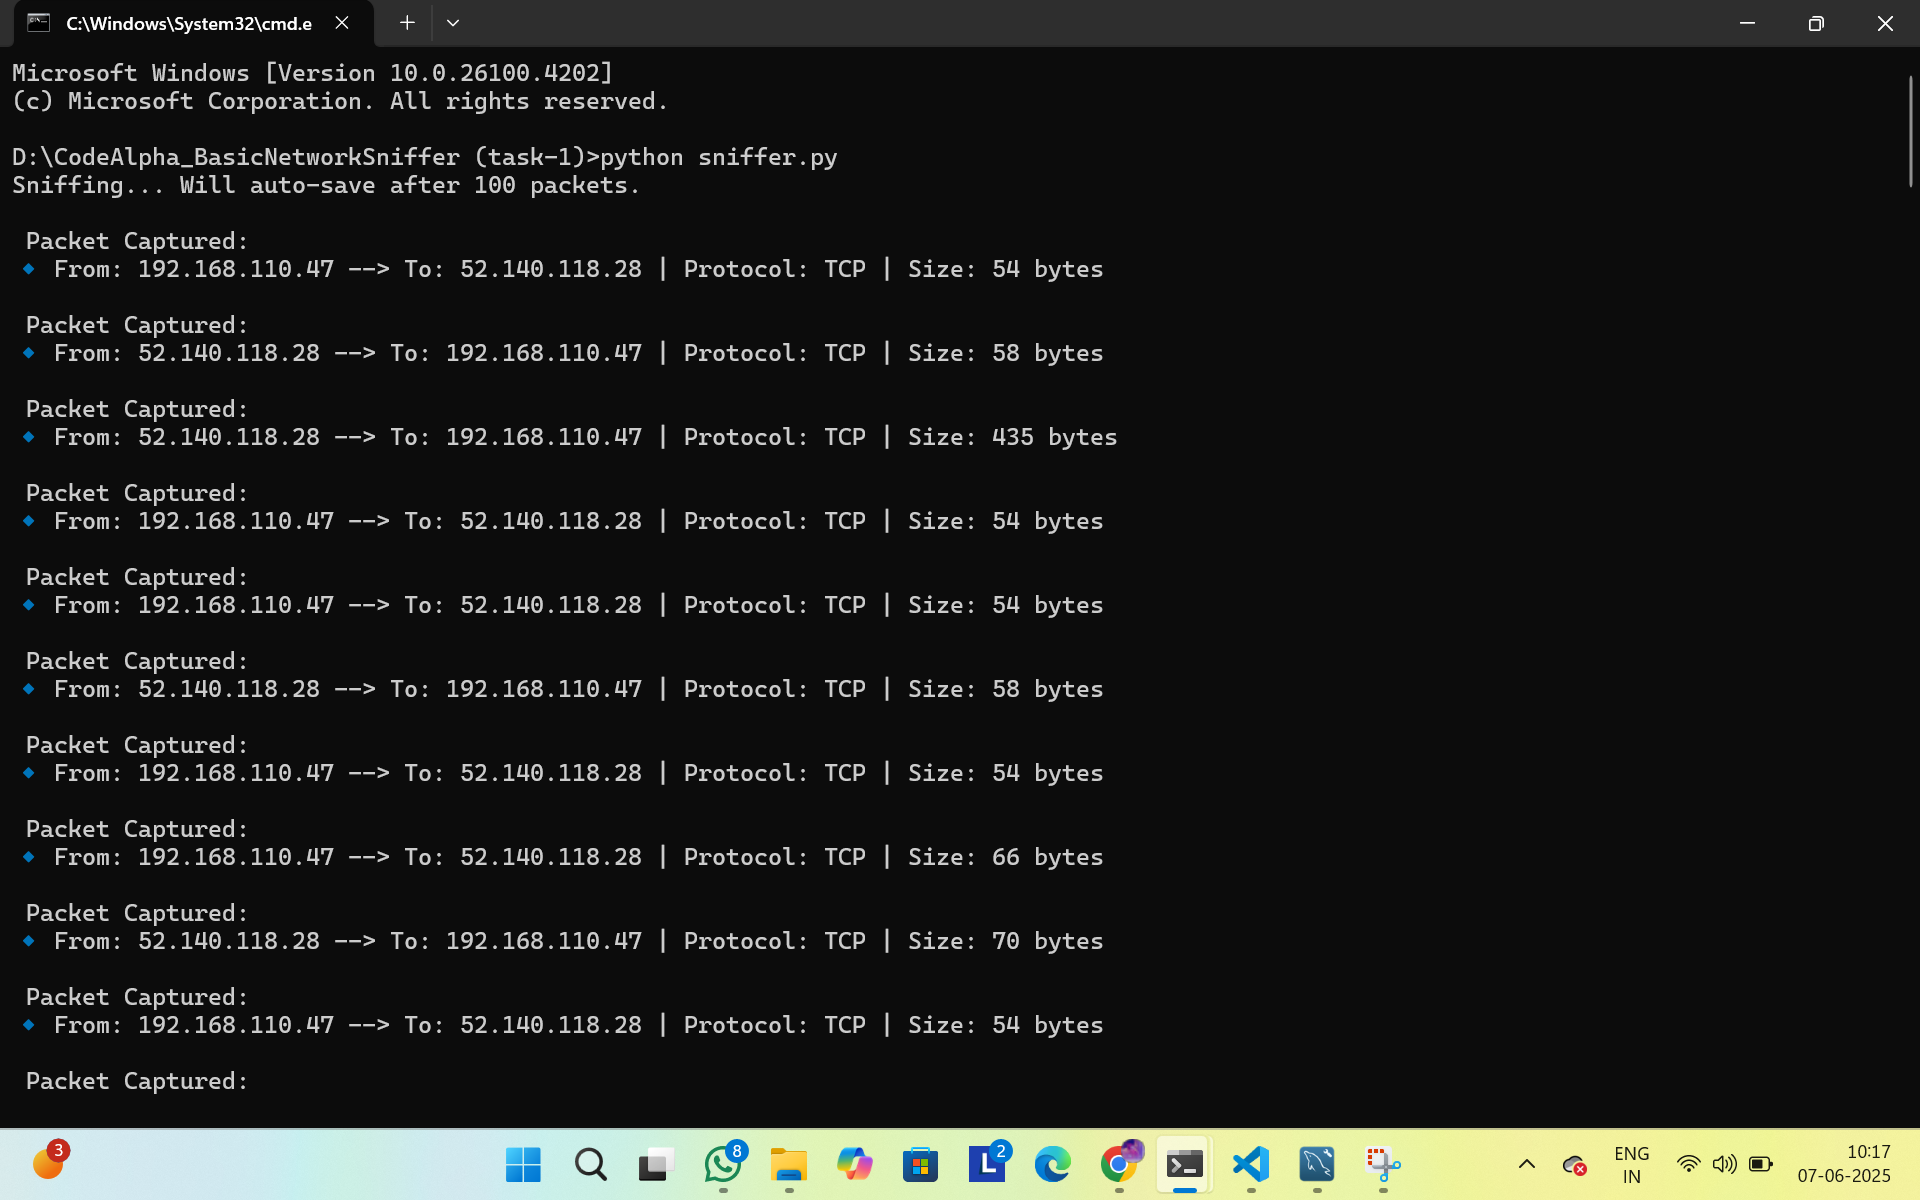 C:\Windows\System32\cmd.e
Microsoft Windows [Version 10.0.26100.4202]
(c) Microsoft Corporation. All rights reserved.
D:\CodeAlpha_BasicNetworkSniffer (task-1)>python sniffer.py
Sniffing... Will auto-save after 100 packets.
Packet Captured:
From: 192.168.110.47 --> To: 52.140.118.28 | Protocol: TCP | Size: 54 bytes
Packet Captured:
From: 52.140.118.28 --> To: 192.168.110.47 | Protocol: TCP | Size: 58 bytes
Packet Captured:
From: 52.140.118.28 --> To: 192.168.110.47 | Protocol: TCP | Size: 435 bytes
Packet Captured:
From: 192.168.110.47 --> To: 52.140.118.28 | Protocol: TCP | Size: 54 bytes
Packet Captured:
From: 192.168.110.47 --> To: 52.140.118.28 | Protocol: TCP | Size: 54 bytes
Packet Captured:
From: 52.140.118.28 --> To: 192.168.110.47 | Protocol: TCP | Size: 58 bytes
Packet Captured:
From: 192.168.110.47 --> To: 52.140.118.28 | Protocol: TCP | Size: 54 bytes
Packet Captured:
From: 192.168.110.47 --> To: 52.140.118.28 | Protocol: TCP | Size: 66 bytes
Packet Captured:
From: 52.140.118.28 --> To: 192.168.110.47 | Protocol: TCP | Size: 70 bytes
Packet Captured:
From: 192.168.110.47 --> To: 52.140.118.28 | Protocol: TCP | Size: 54 bytes
Packet Captured:
3
8
L 2
ENG
IN
10:17
07-06-2025